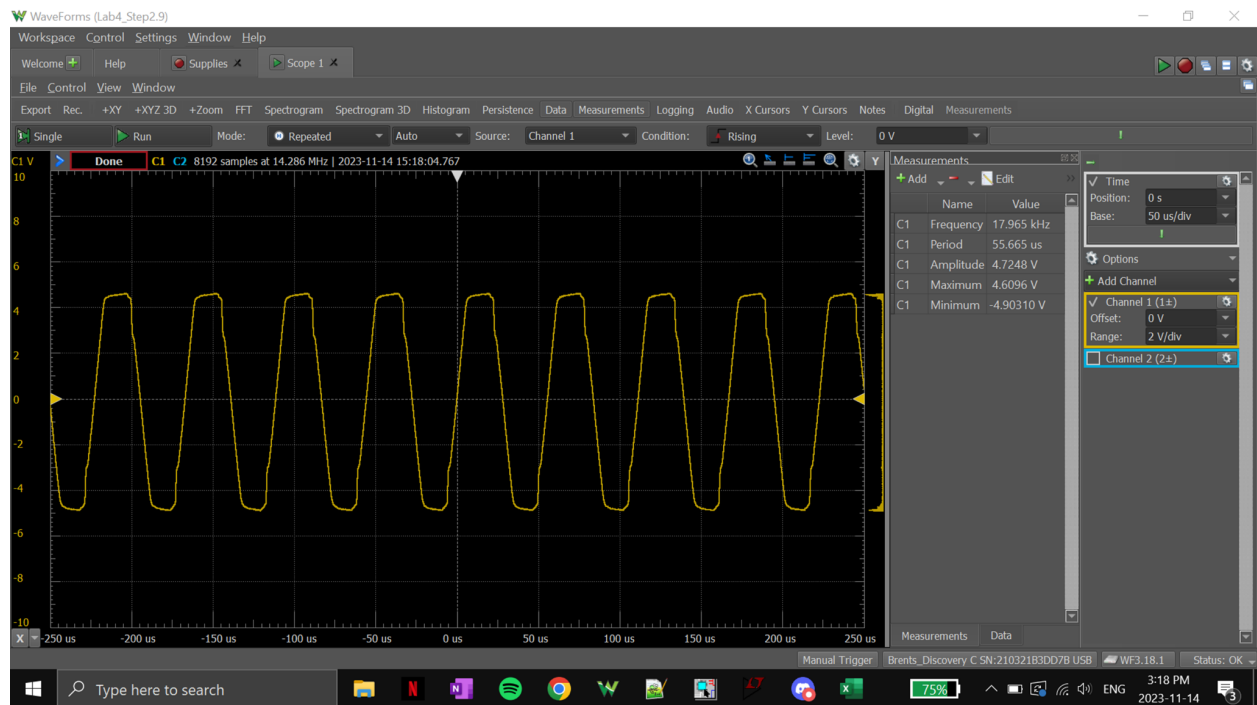 WaveForms (Lab4_Step2.9)
Workspace Control Settings Window Help
Welcome Help Supplies Scope 1
File Control View Window
Export Rec. +XY +XYZ 3D +Zoom FFT Spectrogram Spectrogram 3D Histogram Persistence Data Measurements Logging Audio X Cursors Y Cursors Notes Digital Measurements
Single Run Mode: Repeated Auto Source: Channel 1 Condition: Rising Level: 0 V
C1 V Done C1 C2 8192 samples at 14.286 MHz | 2023-11-14 15:18:04.767 Y
10
8
6
4
2
0
-2
-4
-6
-8
-10
X -250 us -200 us -150 us -100 us -50 us 0 us 50 us 100 us 150 us 200 us 250 us
Measurements
Add Edit
Name Value
C1 Frequency 17.965 kHz
C1 Period 55.665 us
C1 Amplitude 4.7248 V
C1 Maximum 4.6096 V
C1 Minimum -4.90310 V
Measurements Data
Time
Position: 0 s
Base: 50 us/div
Options
Add Channel
Channel 1 (1±)
Offset: 0 V
Range: 2 V/div
Channel 2 (2±)
Manual Trigger Brents_Discovery C SN:210321B3DD7B USB WF3.18.1 Status: OK
Type here to search
75%
ENG
3:18 PM
2023-11-14
3